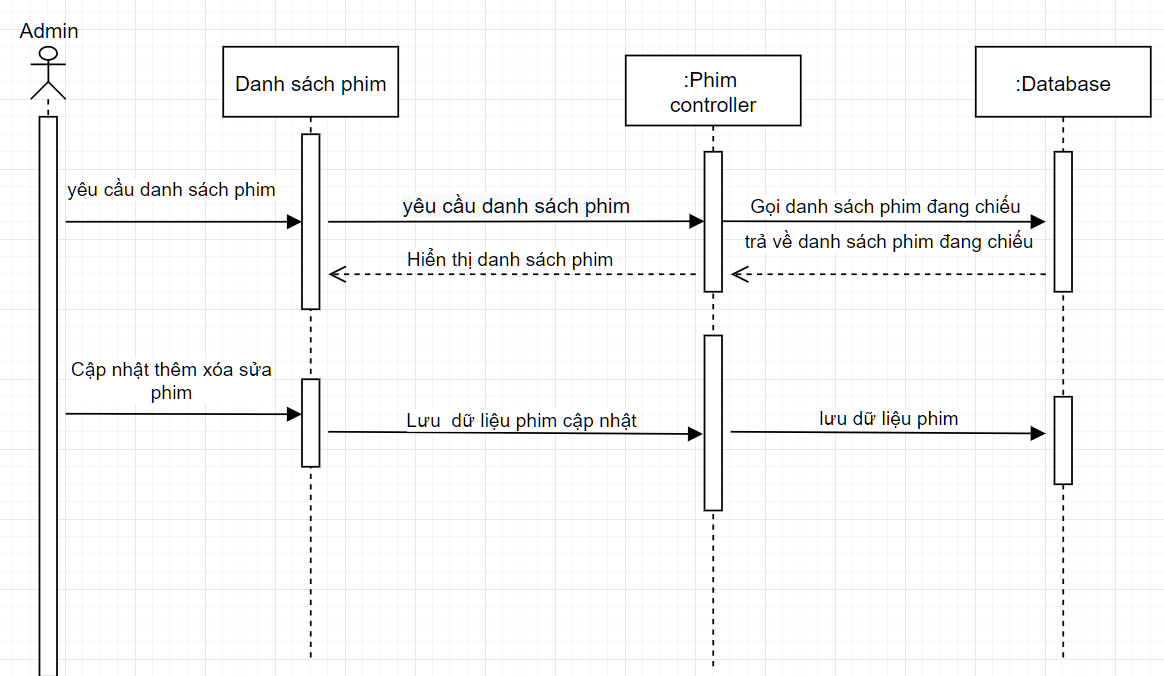 Admin
Danh sách phim
:Phim
controller
:Database
yêu cầu danh sách phim
yêu cầu danh sách phim
Gọi danh sách phim đang chiếu
trả về danh sách phim đang chiếu
Hiển thị danh sách phim
Cập nhật thêm xóa sửa
phim
Lưu  dữ liệu phim cập nhật
lưu dữ liệu phim